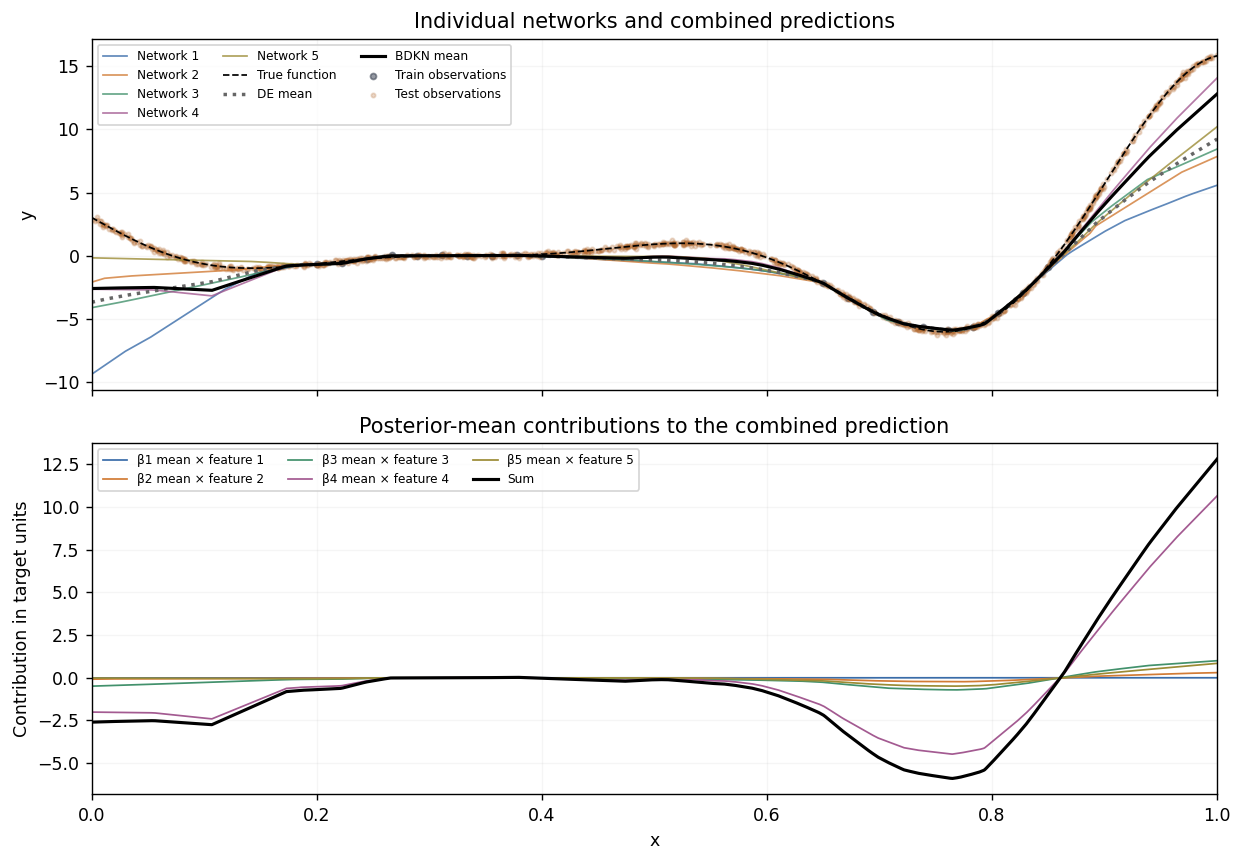 Individual networks and combined predictions
Network 1
Network 2
Network 3
Network 4
Network 5
True function
DE mean
BDKN mean
Train observations
Test observations
15
10
5
0
−5
−10
y
Posterior-mean contributions to the combined prediction
β1 mean × feature 1
β2 mean × feature 2
β3 mean × feature 3
β4 mean × feature 4
β5 mean × feature 5
Sum
12.5
10.0
7.5
5.0
2.5
0.0
−2.5
−5.0
Contribution in target units
0.0 0.2 0.4 0.6 0.8 1.0
x